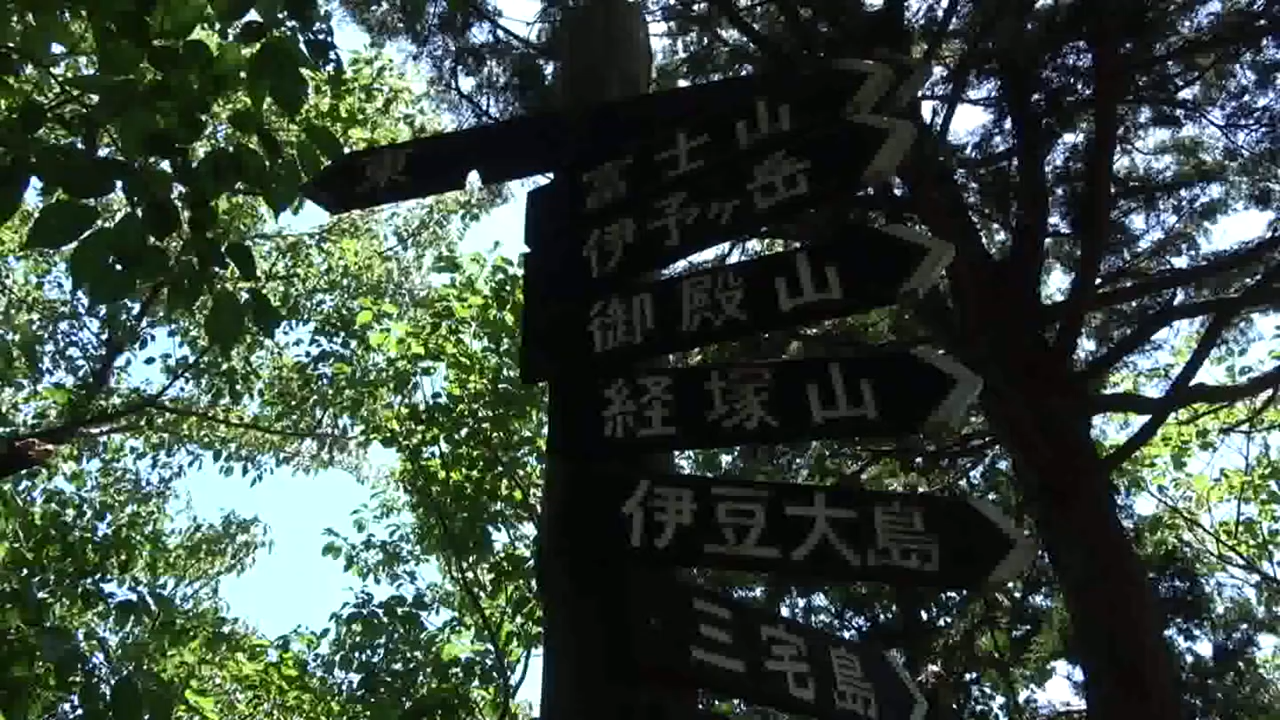 東
富士山
伊予ヶ岳
御殿山
経塚山
伊豆大島
三宅島